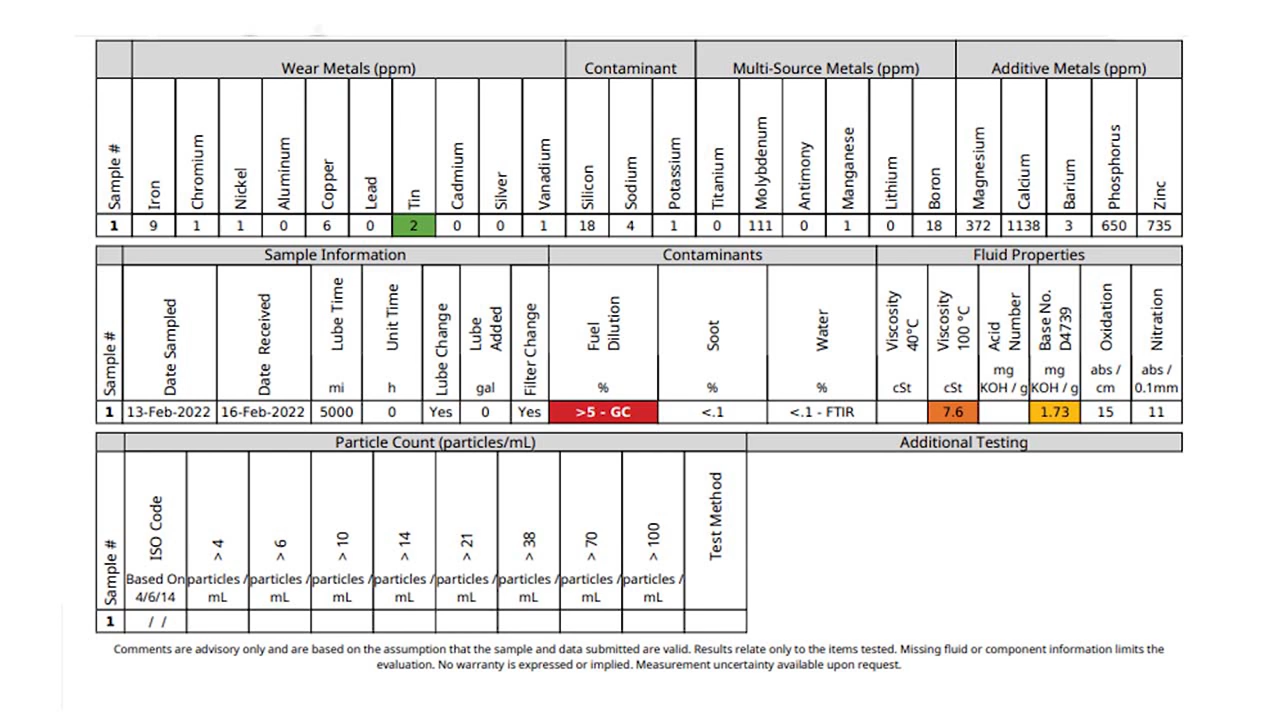 Wear Metals (ppm) Contaminant Multi-Source Metals (ppm) Additive Metals (ppm)
Sample # Iron Chromium Nickel Aluminum Copper Lead Tin Cadmium Silver Vanadium Silicon Sodium Potassium Titanium Molybdenum Antimony Manganese Lithium Boron Magnesium Calcium Barium Phosphorus Zinc
1 9 1 1 0 6 0 2 0 0 1 18 4 1 0 111 0 1 0 18 372 1138 3 650 735
Sample Information Contaminants Fluid Properties
Sample # Date Sampled Date Received Lube Time Unit Time Lube Change Lube Added Filter Change Fuel Dilution Soot Water Viscosity 40°C Viscosity 100 °C Acid Number Base No. D4739 Oxidation Nitration
mi h gal % % % cSt cSt mg KOH / g mg KOH / g abs / cm abs / 0.1mm
1 13-Feb-2022 16-Feb-2022 5000 0 Yes 0 Yes >5 - GC <.1 <.1 - FTIR 7.6 1.73 15 11
Particle Count (particles/mL) Additional Testing
Sample # ISO Code > 4 > 6 > 10 > 14 > 21 > 38 > 70 > 100 Test Method
Based On particles / particles / particles / particles / particles / particles / particles / particles /
4/6/14 mL mL mL mL mL mL mL mL
1 / /
Comments are advisory only and are based on the assumption that the sample and data submitted are valid. Results relate only to the items tested. Missing fluid or component information limits the
evaluation. No warranty is expressed or implied. Measurement uncertainty available upon request.